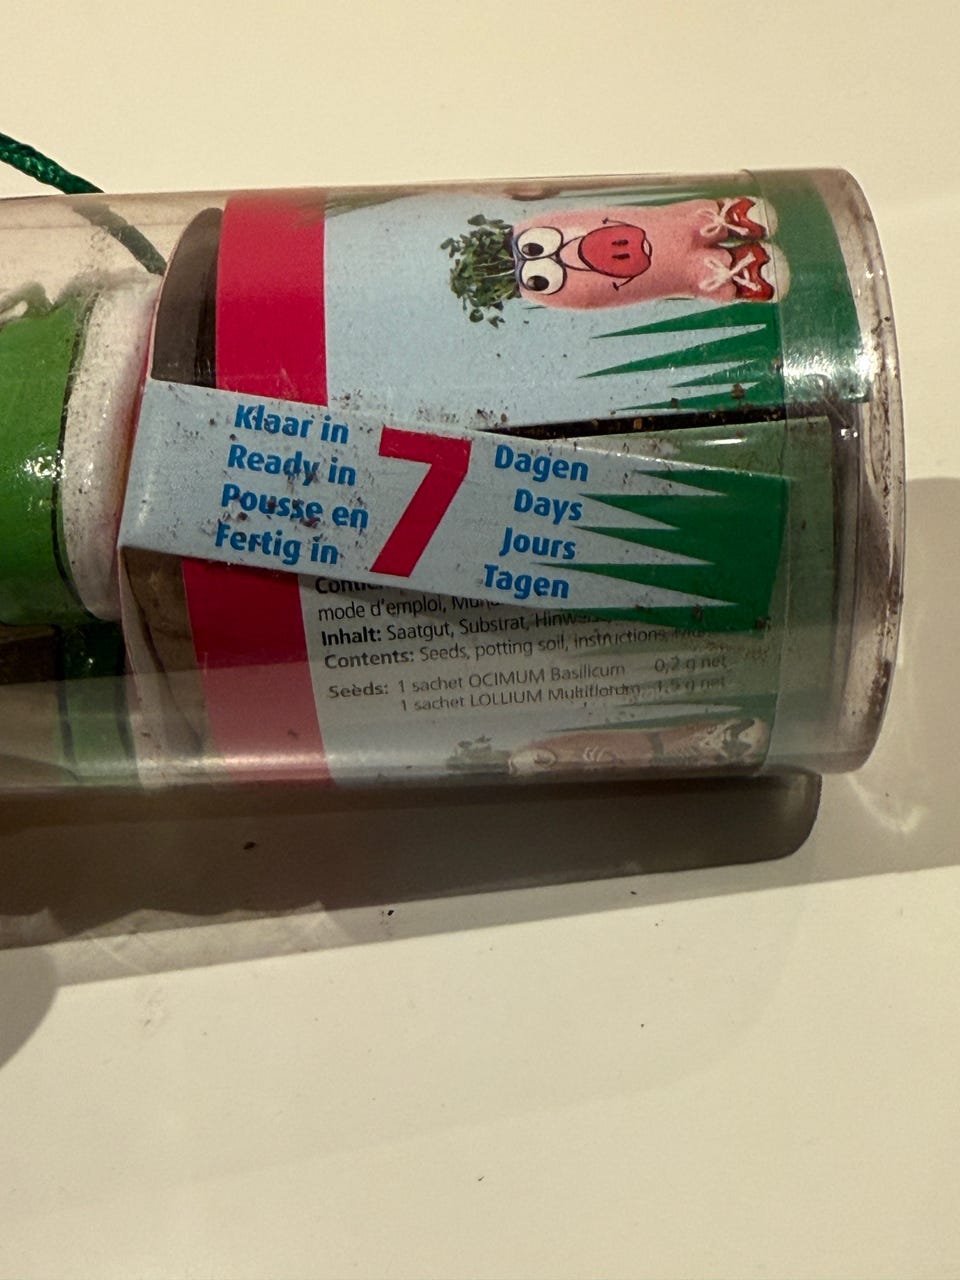 Klaar in 7 Dagen
Ready in Days
Pousse en Jours
Fertig in Tagen
mode d'emploi,
Inhalt: Saatgut, Substrat,
Contents: Seeds, potting soil, instructions,
Seeds: 1 sachet OCIMUM Basilicum 0,2 g net
1 sachet LOLLIUM Multiflorum 1,5 g net